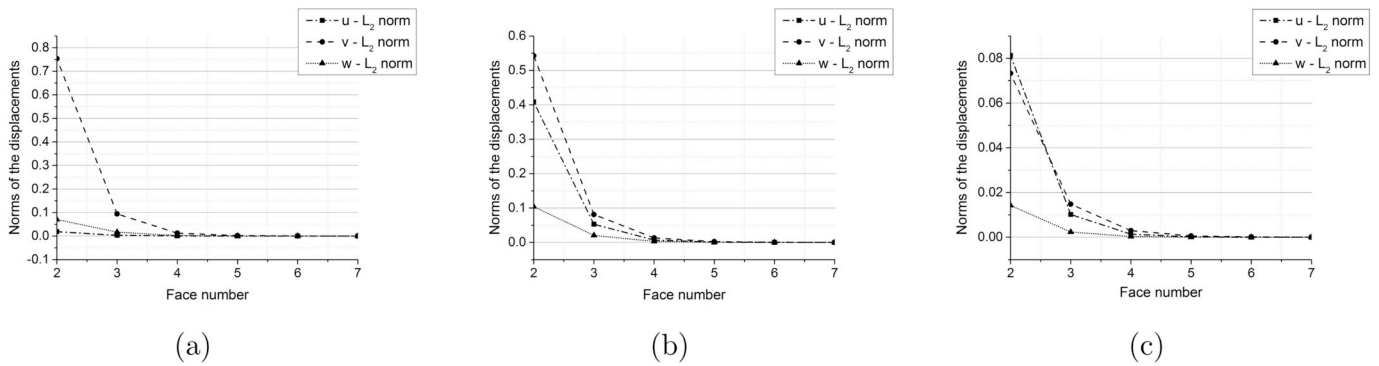 u - L2 norm
v - L2 norm
w - L2 norm
Norms of the displacements
0.8
0.7
0.6
0.5
0.4
0.3
0.2
0.1
0.0
-0.1
2 3 4 5 6 7
Face number
(a)
u - L2 norm
v - L2 norm
w - L2 norm
Norms of the displacements
0.6
0.5
0.4
0.3
0.2
0.1
0.0
2 3 4 5 6 7
Face number
(b)
u - L2 norm
v - L2 norm
w - L2 norm
Norms of the displacements
0.08
0.06
0.04
0.02
0.00
2 3 4 5 6 7
Face number
(c)